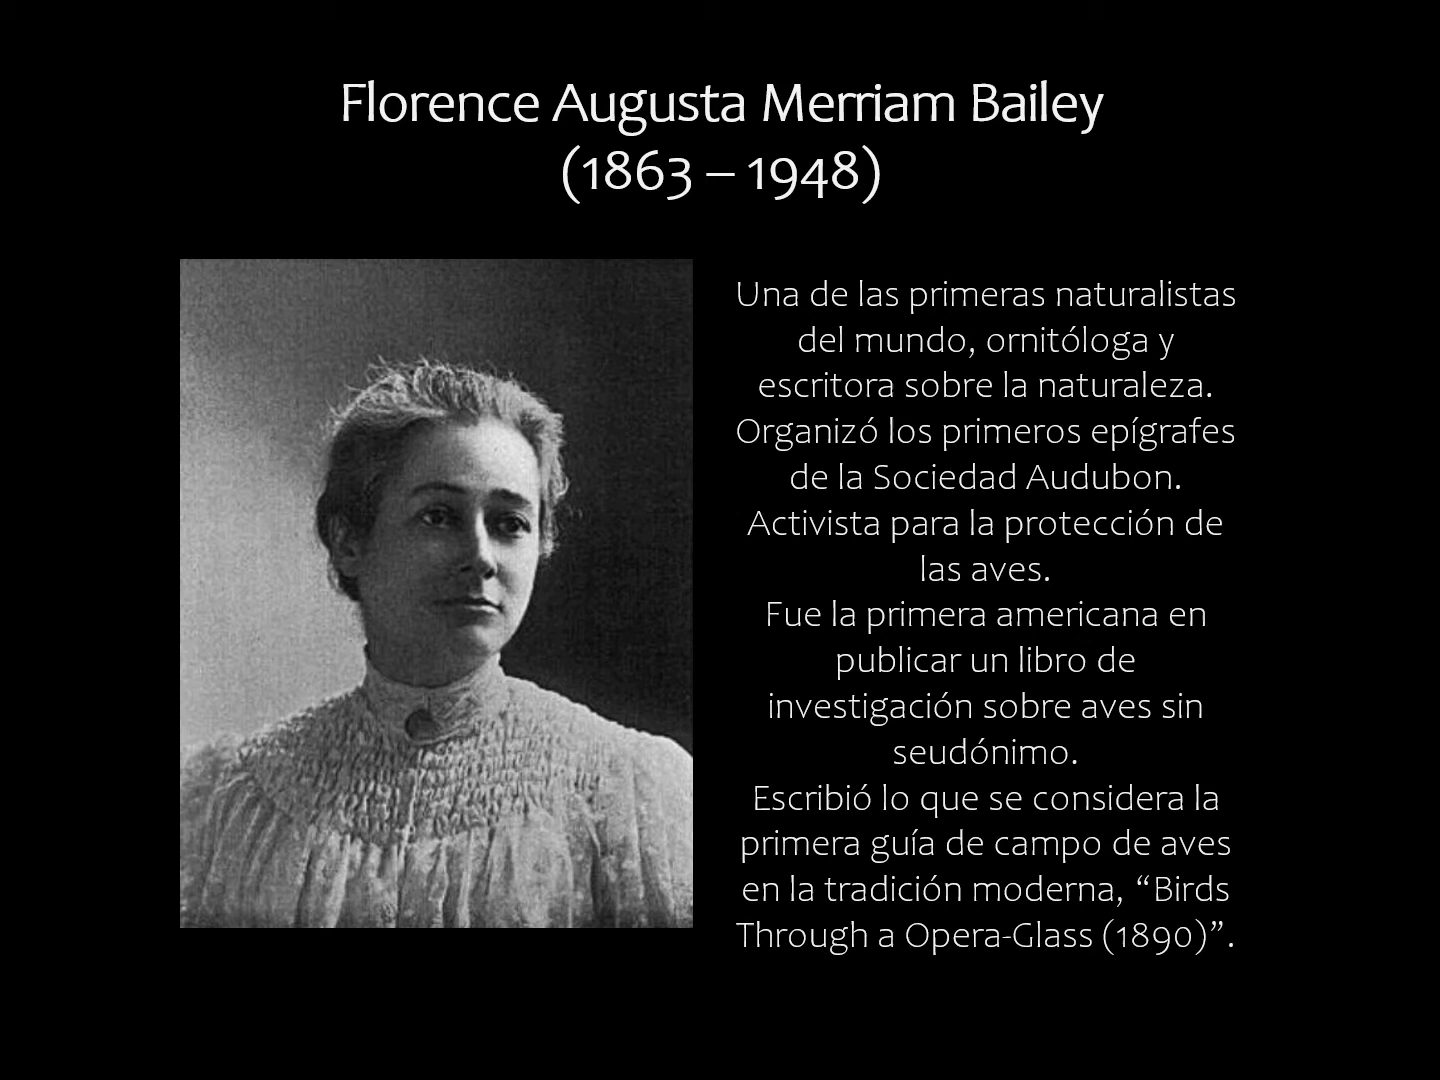 Florence Augusta Merriam Bailey
(1863 – 1948)
Una de las primeras naturalistas
del mundo, ornitóloga y
escritora sobre la naturaleza.
Organizó los primeros epígrafes
de la Sociedad Audubon.
Activista para la protección de
las aves.
Fue la primera americana en
publicar un libro de
investigación sobre aves sin
seudónimo.
Escribió lo que se considera la
primera guía de campo de aves
en la tradición moderna, “Birds
Through a Opera-Glass (1890)”.